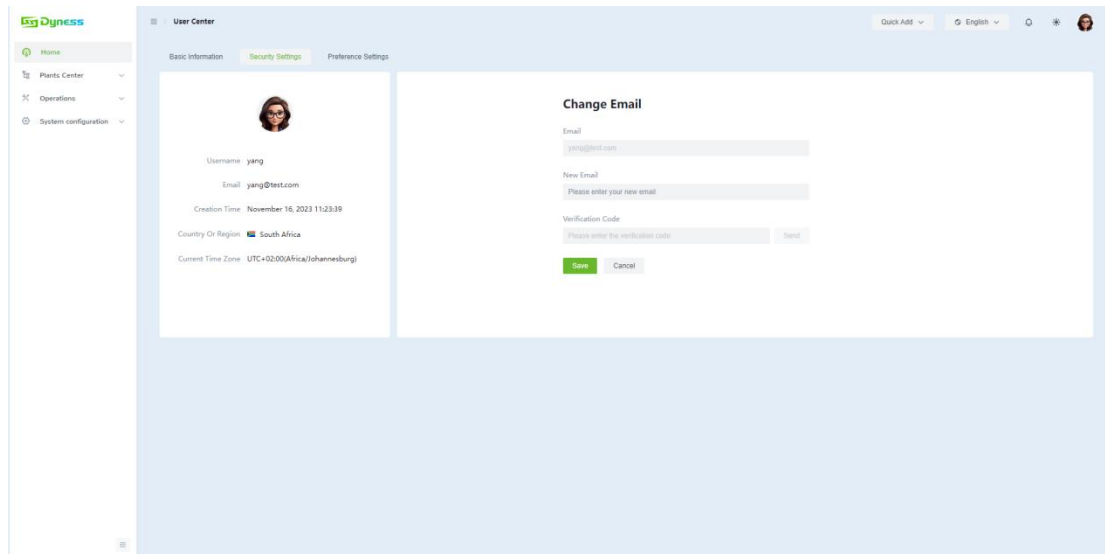 Dyness
User Center
Quick Add
English
Home
Plants Center
Operations
System configuration
Basic Information
Security Settings
Preference Settings
Username yang
Email yang@test.com
Creation Time November 16, 2023 11:23:39
Country Or Region South Africa
Current Time Zone UTC+02:00(Africa/Johannesburg)
Change Email
Email
yang@test.com
New Email
Please enter your new email
Verification Code
Please enter the verification code
Send
Save
Cancel